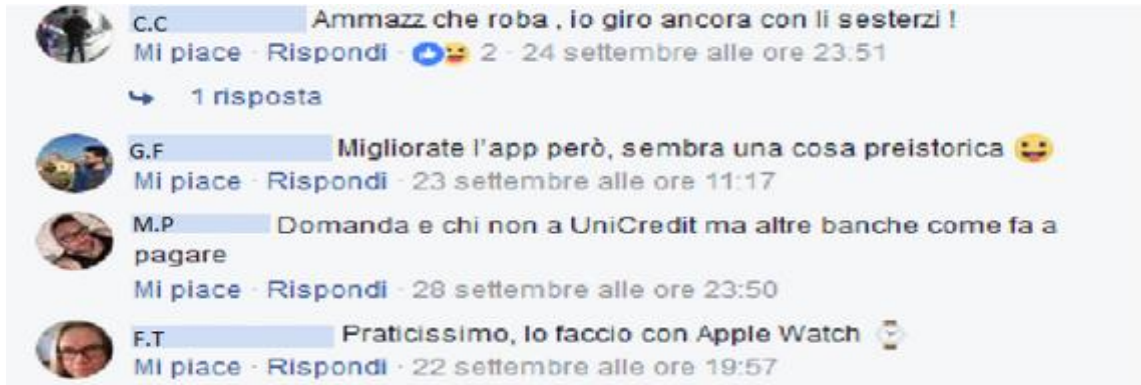 C.C Ammazz che roba , io giro ancora con li sesterzi !
Mi piace · Rispondi · 2 · 24 settembre alle ore 23:51
1 risposta
G.F Migliorate l'app però, sembra una cosa preistorica 😛
Mi piace · Rispondi · 23 settembre alle ore 11:17
M.P Domanda e chi non a UniCredit ma altre banche come fa a
pagare
Mi piace · Rispondi · 28 settembre alle ore 23:50
F.T Praticissimo, lo faccio con Apple Watch ⌚
Mi piace · Rispondi · 22 settembre alle ore 19:57